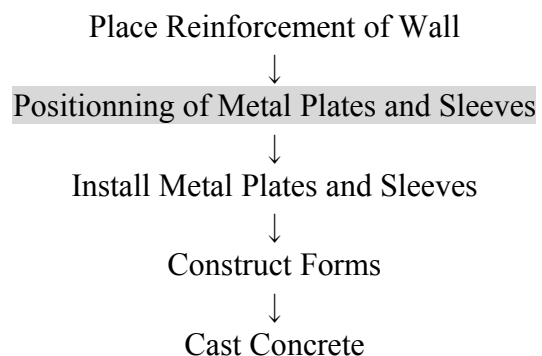 Place Reinforcement of Wall
↓
Positionning of Metal Plates and Sleeves
↓
Install Metal Plates and Sleeves
↓
Construct Forms
↓
Cast Concrete